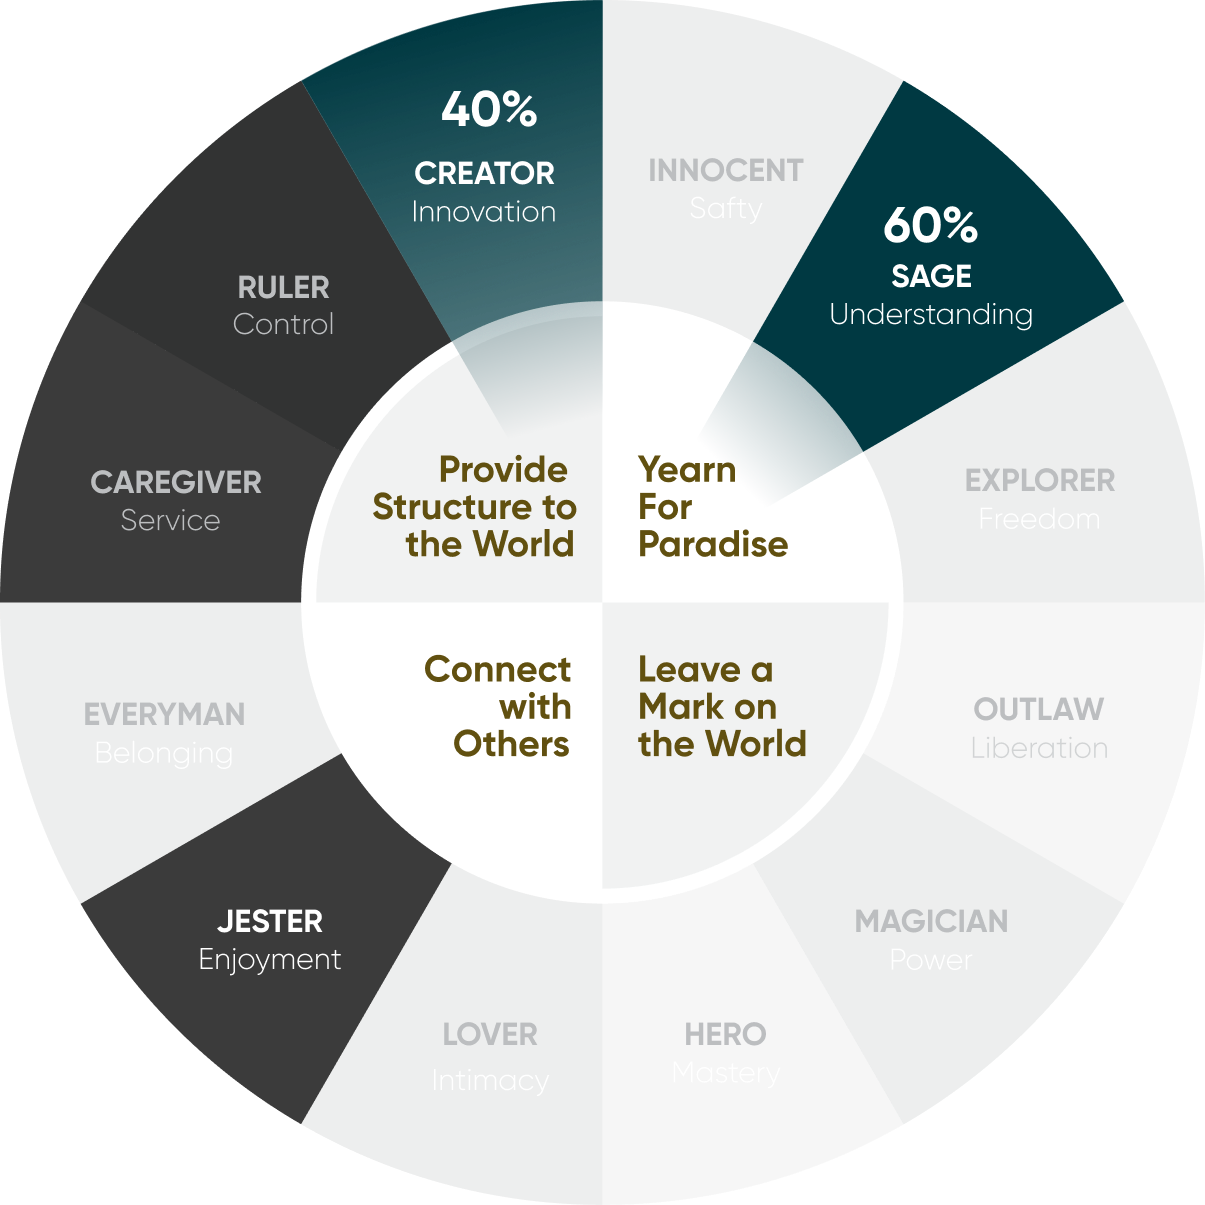 40%
CREATOR
Innovation
INNOCENT
Safty
60%
SAGE
Understanding
RULER
Control
CAREGIVER
Service
EXPLORER
Freedom
Provide
Structure to
the World
Yearn
For
Paradise
Connect
with
Others
Leave a
Mark on
the World
EVERYMAN
Belonging
OUTLAW
Liberation
JESTER
Enjoyment
MAGICIAN
Power
LOVER
Intimacy
HERO
Mastery